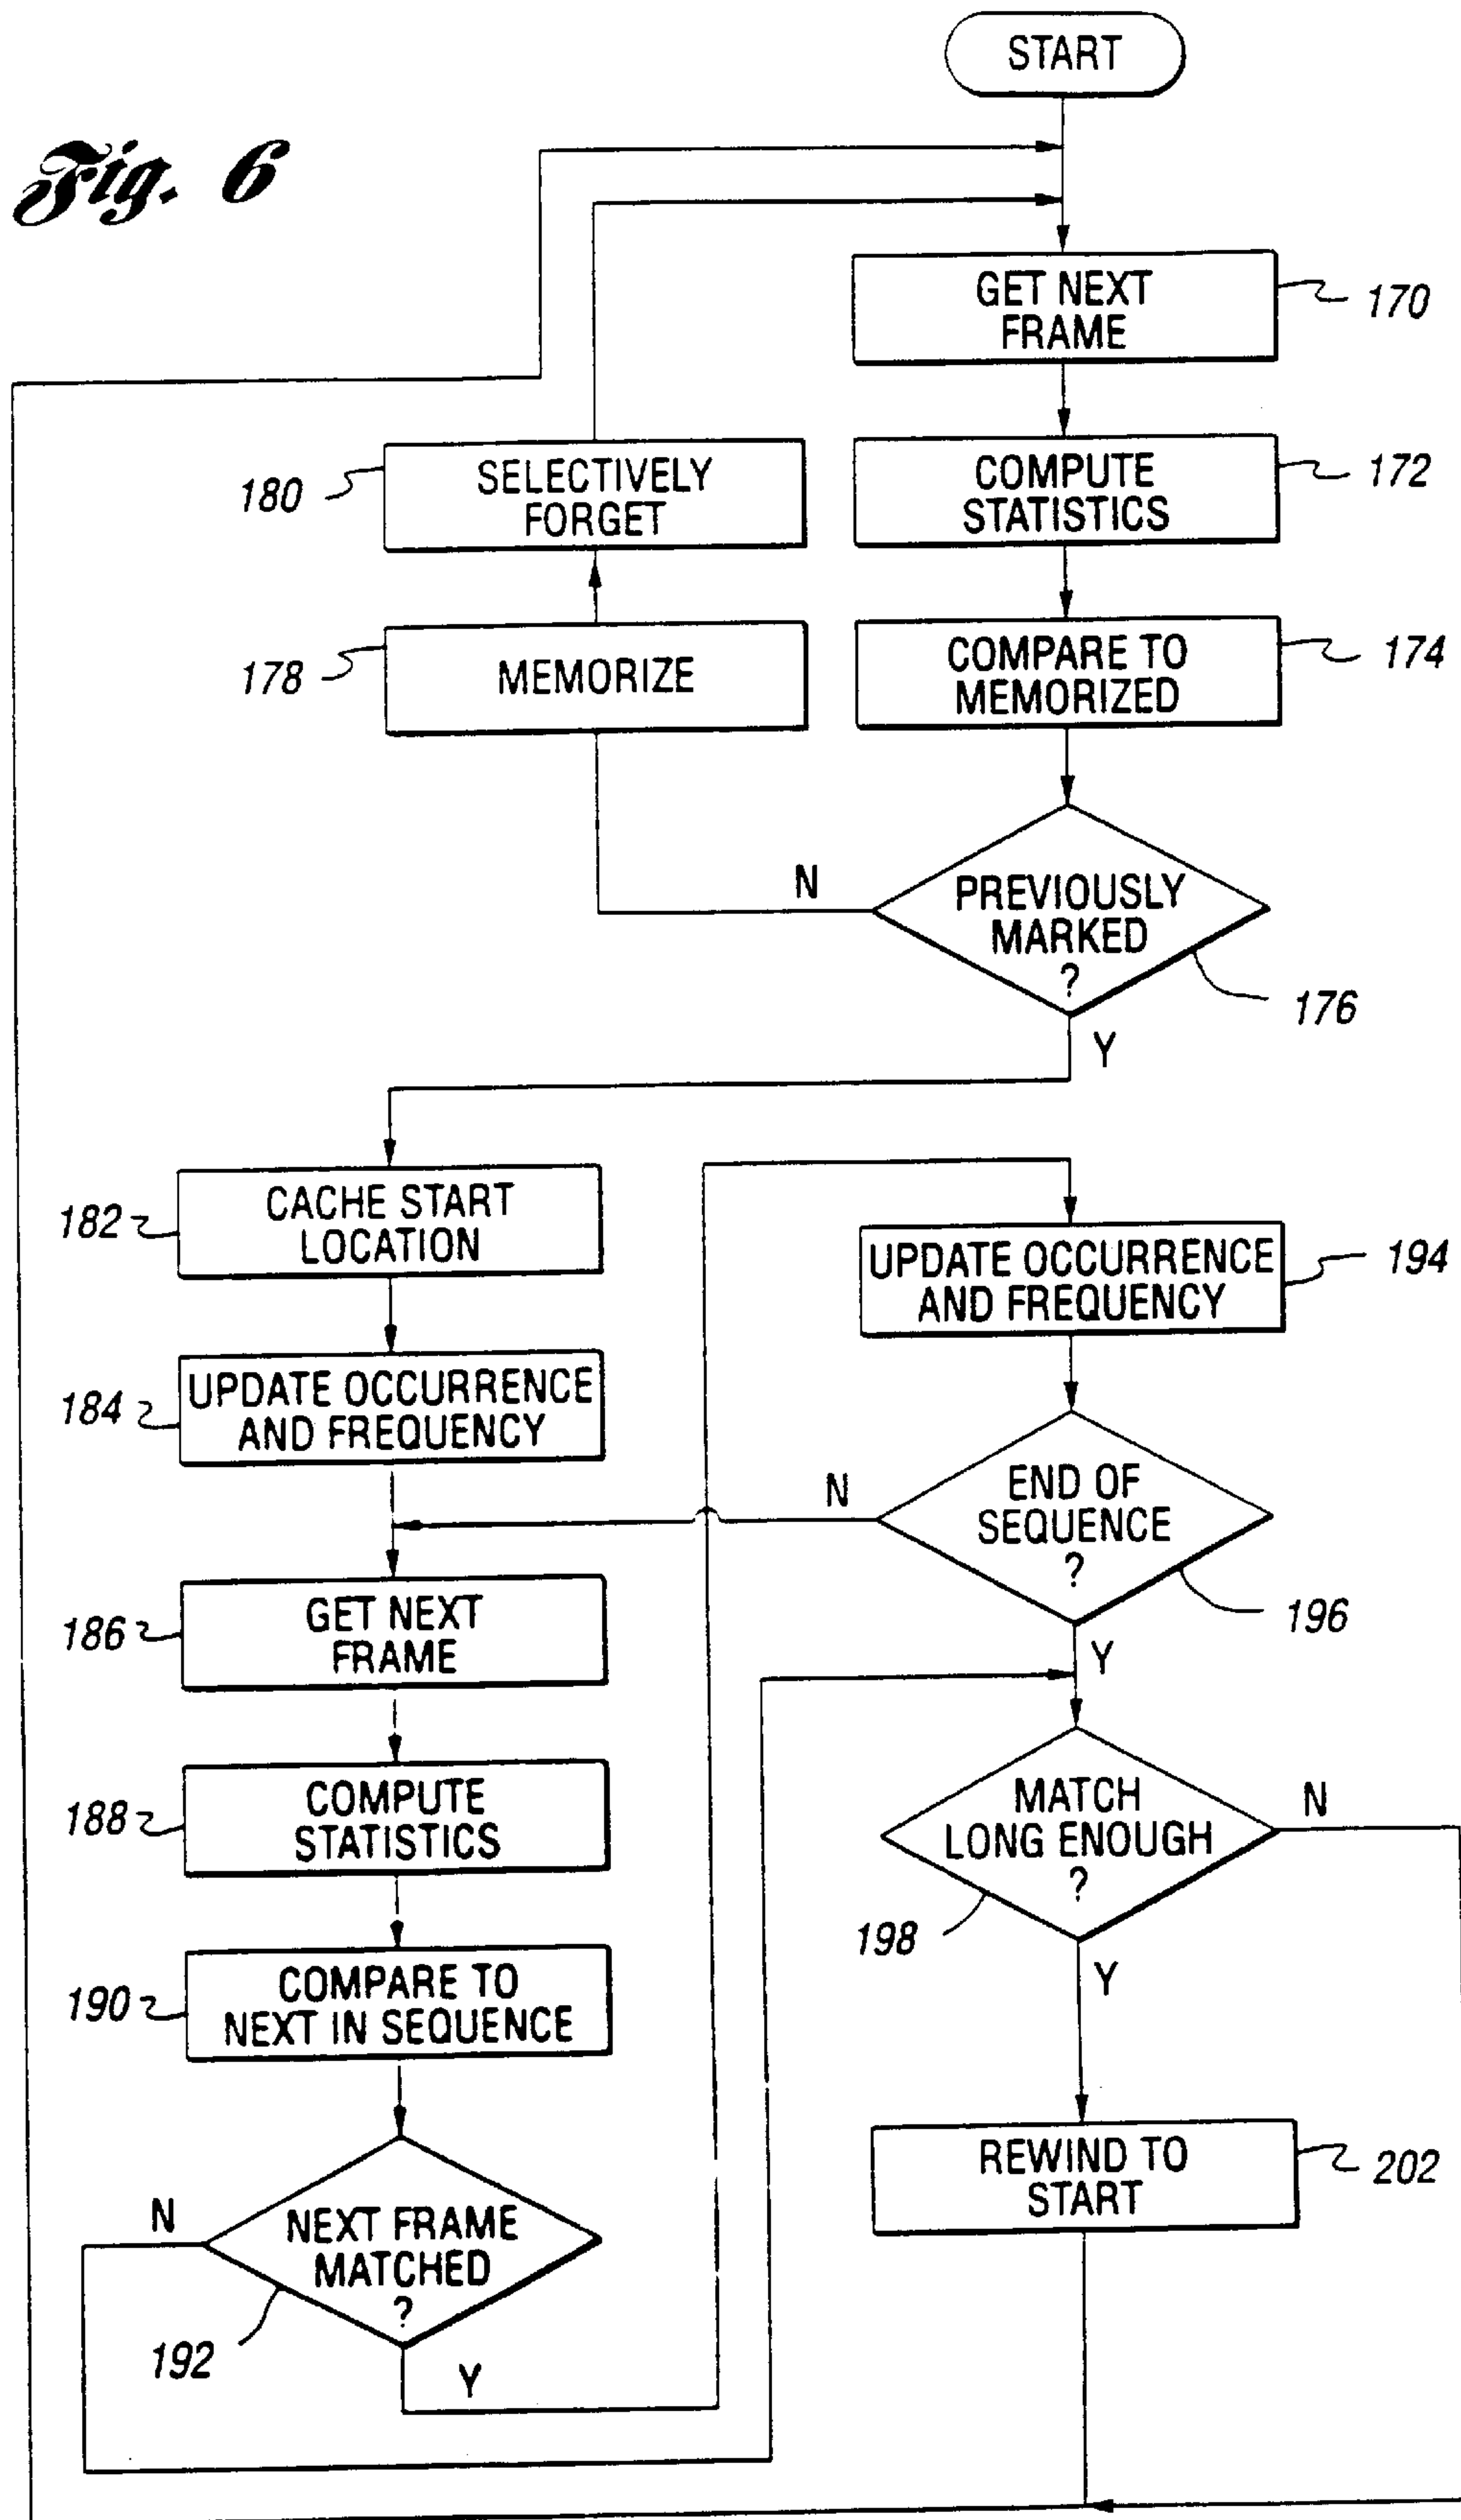 START
Fig. 6
GET NEXT
FRAME
170
COMPUTE
STATISTICS
172
SELECTIVELY
FORGET
180
COMPARE TO
MEMORIZED
174
MEMORIZE
178
N
PREVIOUSLY
MARKED
?
176
Y
CACHE START
LOCATION
182
UPDATE OCCURRENCE
AND FREQUENCY
194
UPDATE OCCURRENCE
AND FREQUENCY
184
N
END OF
SEQUENCE
?
196
Y
GET NEXT
FRAME
186
COMPUTE
STATISTICS
188
MATCH
LONG ENOUGH
?
N
198
Y
COMPARE TO
NEXT IN SEQUENCE
190
REWIND TO
START
202
N
NEXT FRAME
MATCHED
?
192
Y